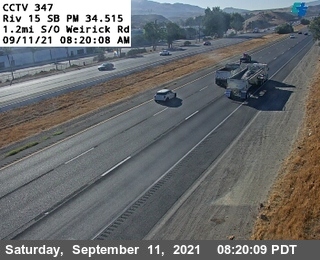 CCTV 347
Riv 15 SB PM 34.515
1.2mi S/O Weirick Rd
09/11/21 08:20:08 AM
Saturday, September 11, 2021 08:20:09 PDT